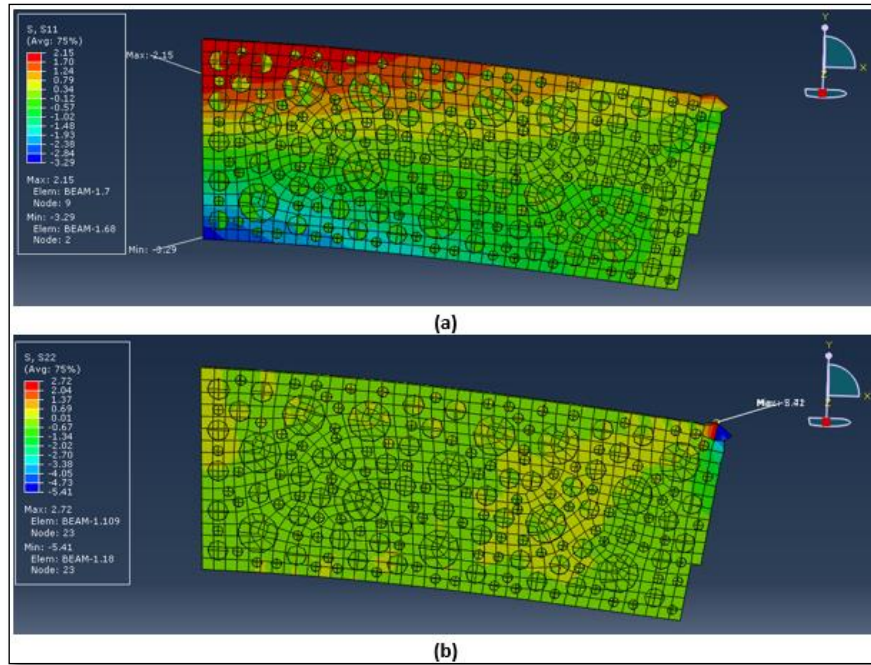 S, S11
(Avg: 75%)
2.15
1.70
1.24
0.79
0.34
-0.12
-0.57
-1.02
-1.48
-1.93
-2.38
-2.84
-3.29
Max: 2.15
Elem: BEAM-1.7
Node: 9
Min: -3.29
Elem: BEAM-1.68
Node: 2
Max: 2.15
Min: -3.29
Y
X
Z
(a)
S, S22
(Avg: 75%)
2.72
2.04
1.37
0.69
0.01
-0.67
-1.34
-2.02
-2.70
-3.38
-4.05
-4.73
-5.41
Max: 2.72
Elem: BEAM-1.109
Node: 23
Min: -5.41
Elem: BEAM-1.18
Node: 23
Y
X
Z
(b)